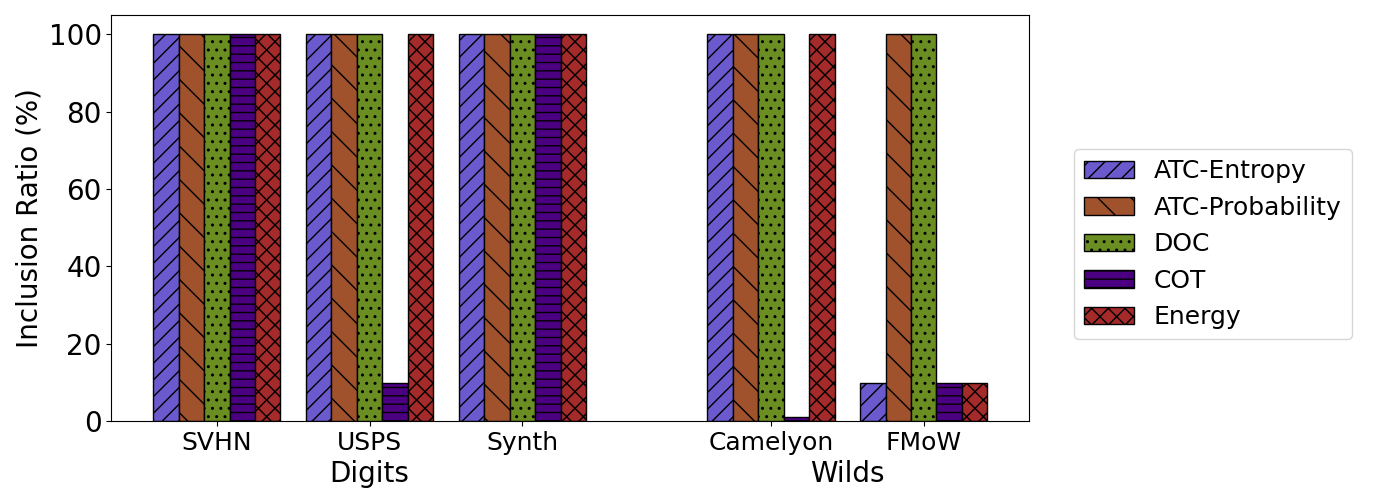 Inclusion Ratio (%)
100
80
60
40
20
0
SVHN
USPS
Synth
Camelyon
FMoW
Digits
Wilds
ATC-Entropy
ATC-Probability
DOC
COT
Energy